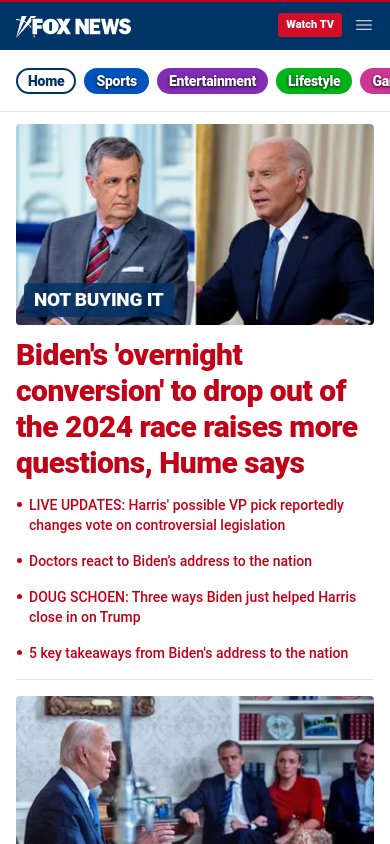 FOX NEWS
Watch TV
Home
Sports
Entertainment
Lifestyle
Ga
NOT BUYING IT
Biden's 'overnight
conversion' to drop out of
the 2024 race raises more
questions, Hume says
• LIVE UPDATES: Harris' possible VP pick reportedly
changes vote on controversial legislation
• Doctors react to Biden’s address to the nation
• DOUG SCHOEN: Three ways Biden just helped Harris
close in on Trump
• 5 key takeaways from Biden's address to the nation